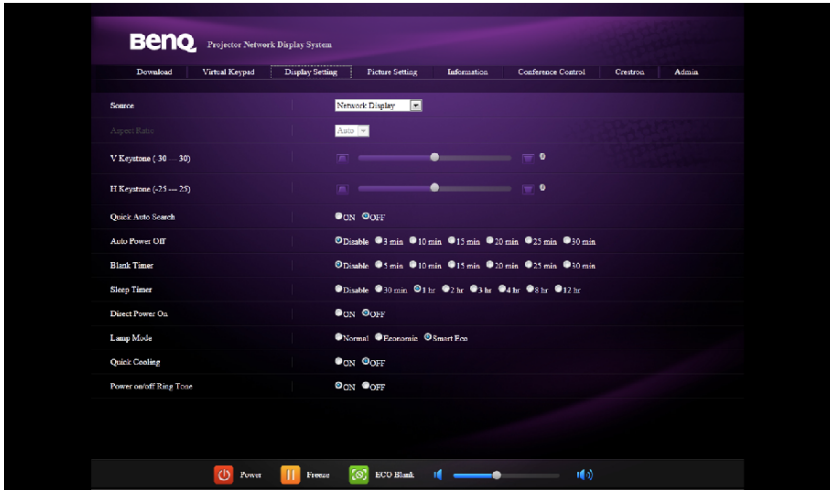 BenQ Projector Network Display System
Download Virtual Keypad Display Setting Picture Setting Information Conference Control Crestron Admin
Source Network Display
Aspect Ratio Auto
V Keystone (-30 --- 30) 0
H Keystone (-25 --- 25) 0
Quick Auto Search ON OFF
Auto Power Off Disable 3 min 10 min 15 min 20 min 25 min 30 min
Blank Timer Disable 5 min 10 min 15 min 20 min 25 min 30 min
Sleep Timer Disable 30 min 1 hr 2 hr 3 hr 4 hr 8 hr 12 hr
Direct Power On ON OFF
Lamp Mode Normal Economic Smart Eco
Quick Cooling ON OFF
Power on/off Ring Tone ON OFF
Power Freeze ECO Blank